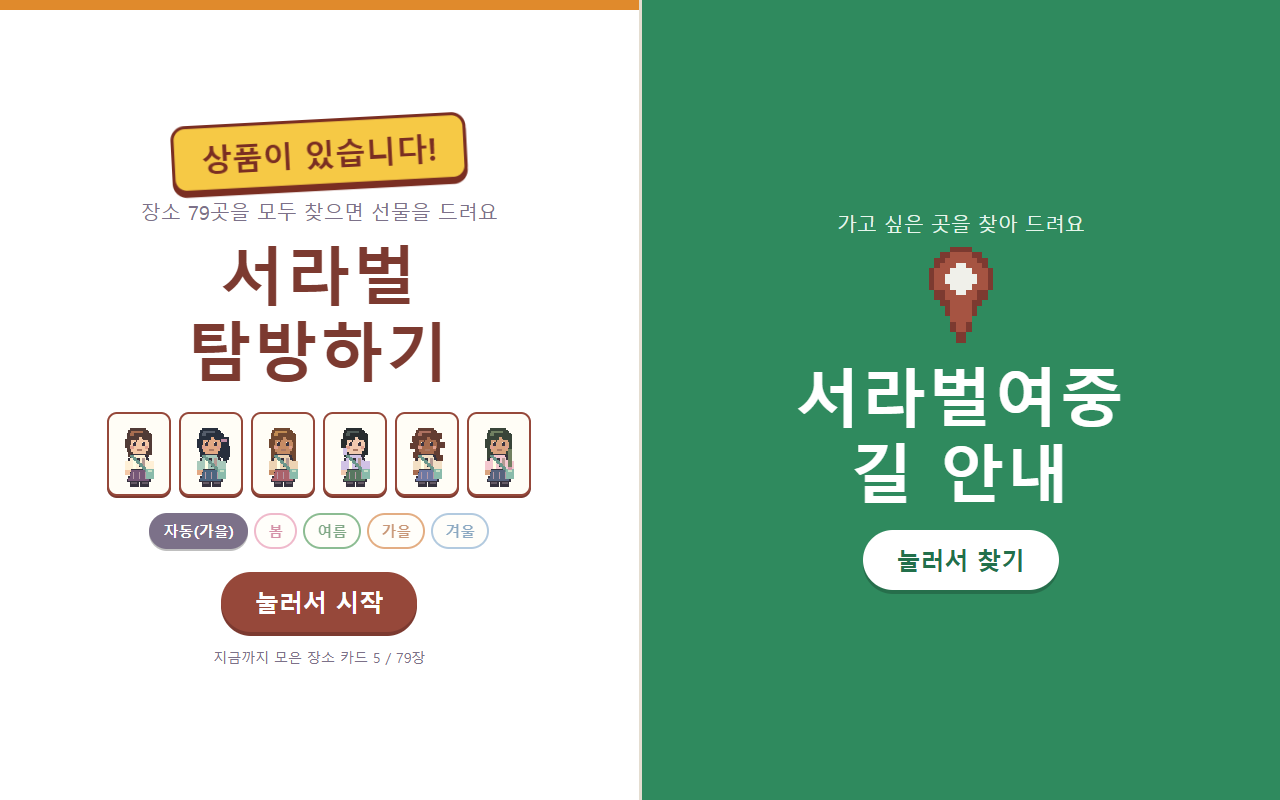 상품이 있습니다!
장소 79곳을 모두 찾으면 선물을 드려요
서라벌
탐방하기
자동(가을) 봄 여름 가을 겨울
눌러서 시작
지금까지 모은 장소 카드 5 / 79장
가고 싶은 곳을 찾아 드려요
서라벌여중
길 안내
눌러서 찾기